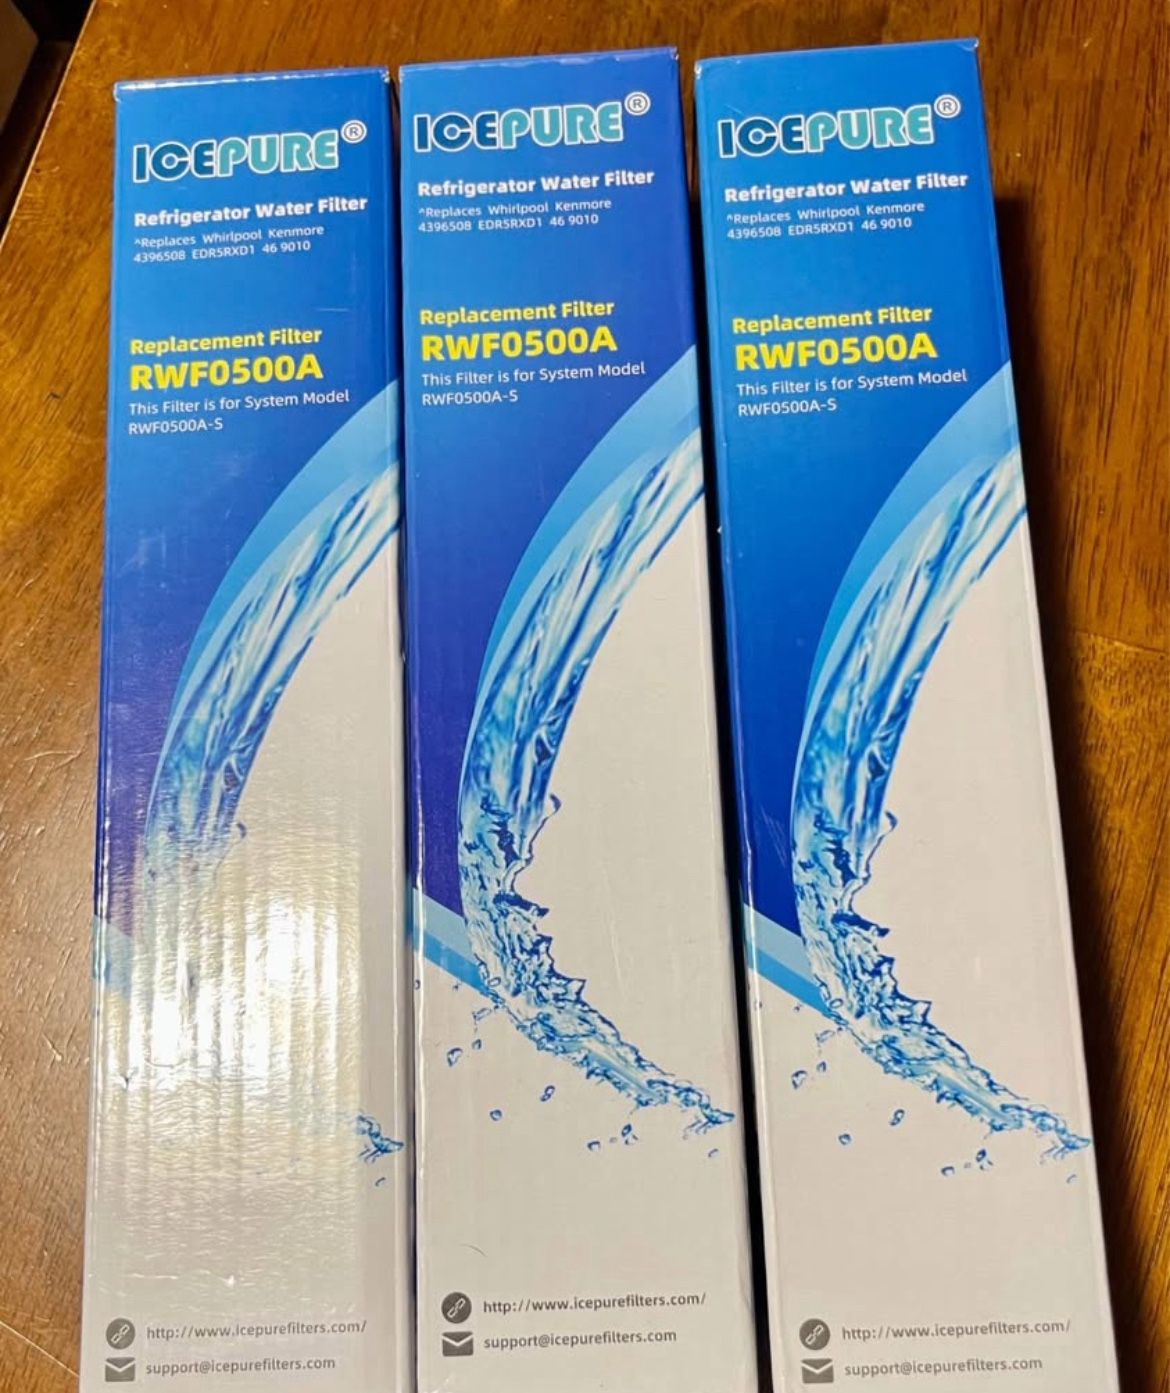 ICEPURE®
Refrigerator Water Filter
^Replaces Whirlpool Kenmore
4396508 EDR5RXD1 46 9010
Replacement Filter
RWF0500A
This Filter is for System Model
RWF0500A-S
http://www.icepurefilters.com/
support@icepurefilters.com
ICEPURE®
Refrigerator Water Filter
^Replaces Whirlpool Kenmore
4396508 EDR5RXD1 46 9010
Replacement Filter
RWF0500A
This Filter is for System Model
RWF0500A-S
http://www.icepurefilters.com/
support@icepurefilters.com
ICEPURE®
Refrigerator Water Filter
^Replaces Whirlpool Kenmore
4396508 EDR5RXD1 46 9010
Replacement Filter
RWF0500A
This Filter is for System Model
RWF0500A-S
http://www.icepurefilters.com/
support@icepurefilters.com